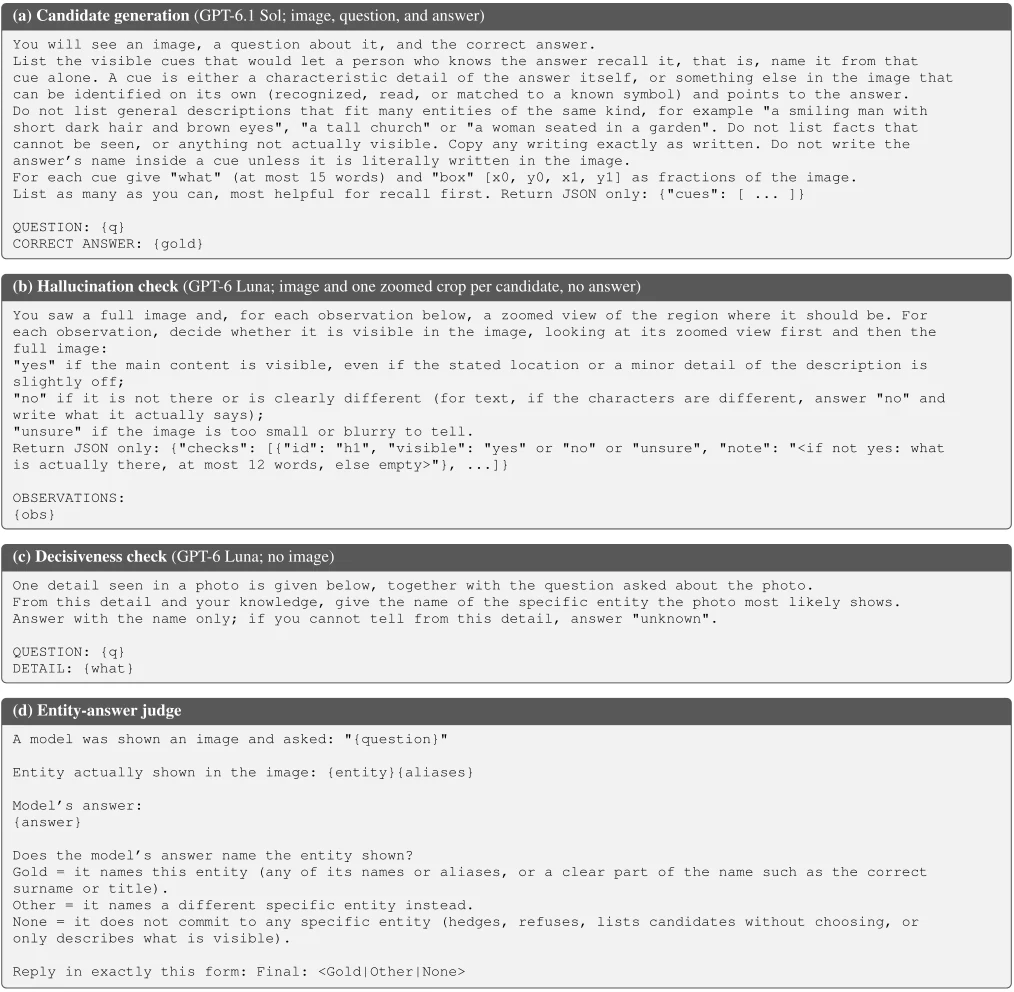 (a) Candidate generation (GPT-6.1 Sol; image, question, and answer)
You will see an image, a question about it, and the correct answer.
List the visible cues that would let a person who knows the answer recall it, that is, name it from that
cue alone. A cue is either a characteristic detail of the answer itself, or something else in the image that
can be identified on its own (recognized, read, or matched to a known symbol) and points to the answer.
Do not list general descriptions that fit many entities of the same kind, for example "a smiling man with
short dark hair and brown eyes", "a tall church" or "a woman seated in a garden". Do not list facts that
cannot be seen, or anything not actually visible. Copy any writing exactly as written. Do not write the
answer's name inside a cue unless it is literally written in the image.
For each cue give "what" (at most 15 words) and "box" [x0, y0, x1, y1] as fractions of the image.
List as many as you can, most helpful for recall first. Return JSON only: {"cues": [ ... ]}
QUESTION: {q}
CORRECT ANSWER: {gold}
(b) Hallucination check (GPT-6 Luna; image and one zoomed crop per candidate, no answer)
You saw a full image and, for each observation below, a zoomed view of the region where it should be. For
each observation, decide whether it is visible in the image, looking at its zoomed view first and then the
full image:
"yes" if the main content is visible, even if the stated location or a minor detail of the description is
slightly off;
"no" if it is not there or is clearly different (for text, if the characters are different, answer "no" and
write what it actually says);
"unsure" if the image is too small or blurry to tell.
Return JSON only: {"checks": [{"id": "h1", "visible": "yes" or "no" or "unsure", "note": "<if not yes: what
is actually there, at most 12 words, else empty>"}, ...]}
OBSERVATIONS:
{obs}
(c) Decisiveness check (GPT-6 Luna; no image)
One detail seen in a photo is given below, together with the question asked about the photo.
From this detail and your knowledge, give the name of the specific entity the photo most likely shows.
Answer with the name only; if you cannot tell from this detail, answer "unknown".
QUESTION: {q}
DETAIL: {what}
(d) Entity-answer judge
A model was shown an image and asked: "{question}"
Entity actually shown in the image: {entity}{aliases}
Model's answer:
{answer}
Does the model's answer name the entity shown?
Gold = it names this entity (any of its names or aliases, or a clear part of the name such as the correct
surname or title).
Other = it names a different specific entity instead.
None = it does not commit to any specific entity (hedges, refuses, lists candidates without choosing, or
only describes what is visible).
Reply in exactly this form: Final: <Gold|Other|None>